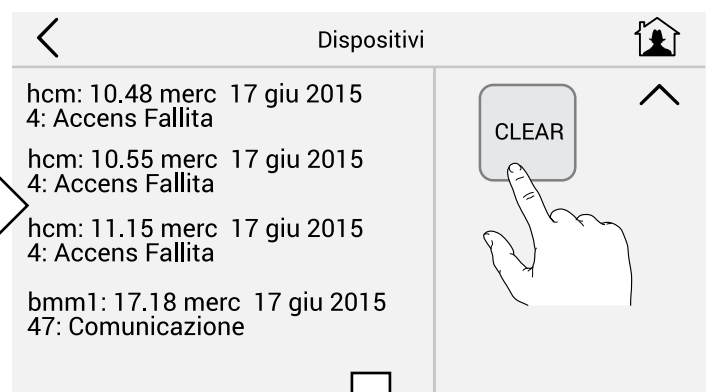 Dispositivi
hcm: 10.48 merc 17 giu 2015
4: Accens Fallita
hcm: 10.55 merc 17 giu 2015
4: Accens Fallita
hcm: 11.15 merc 17 giu 2015
4: Accens Fallita
bmm1: 17.18 merc 17 giu 2015
47: Comunicazione
CLEAR